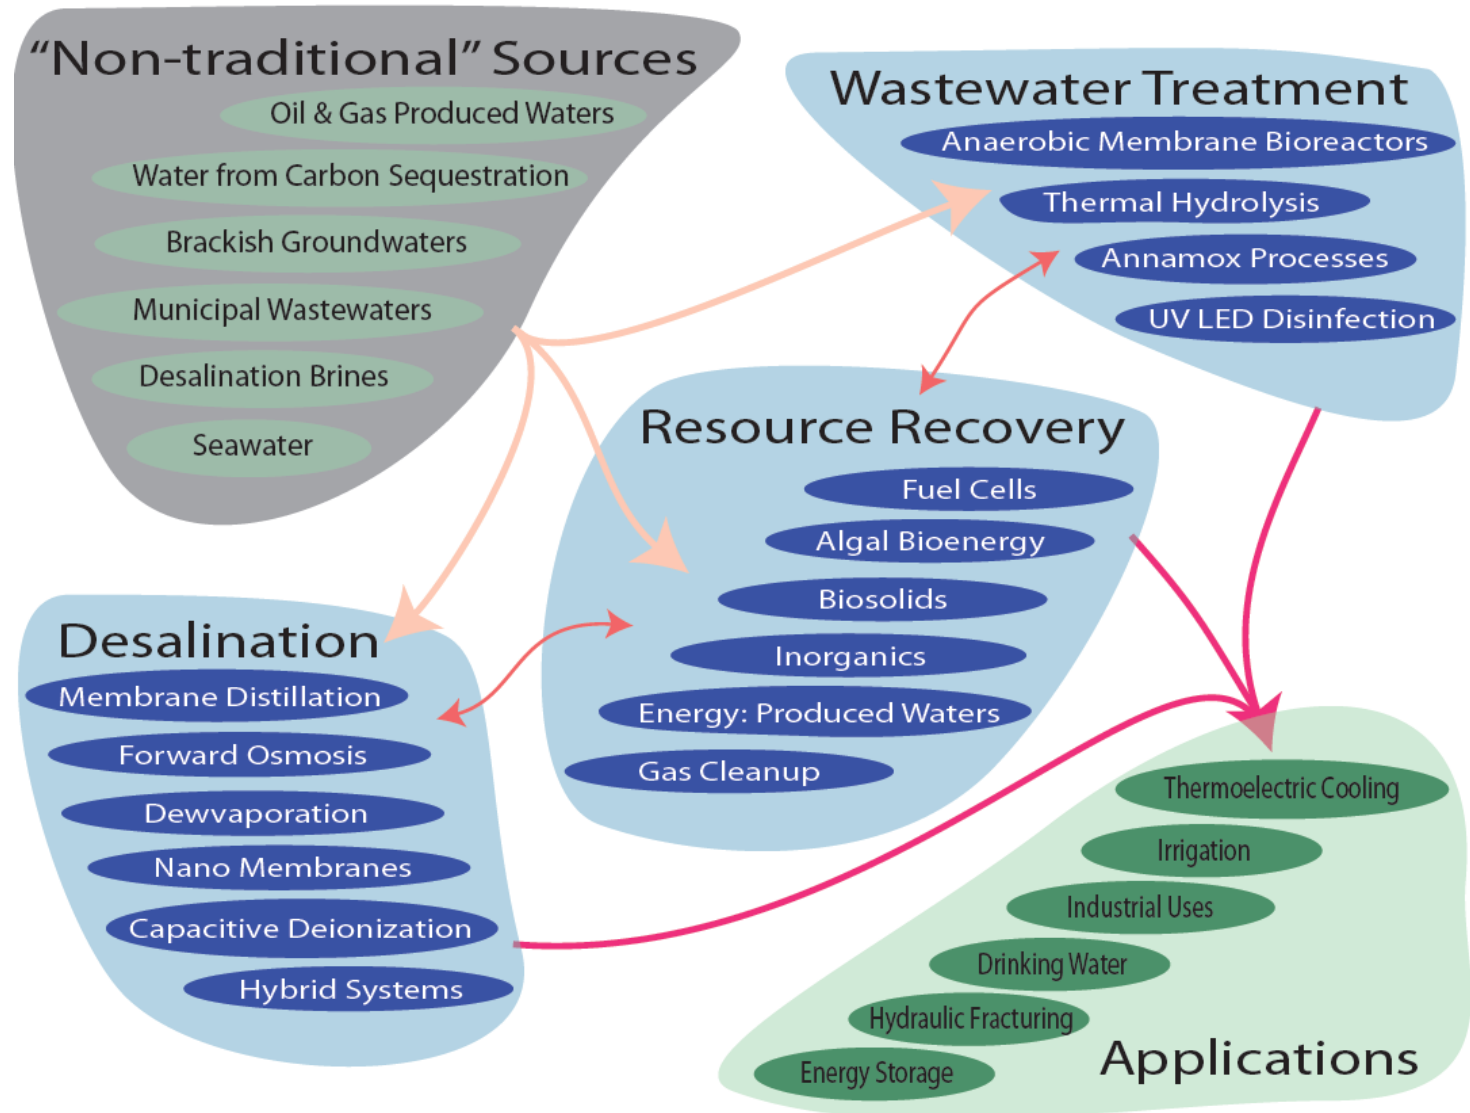 “Non-traditional” Sources
Oil & Gas Produced Waters
Water from Carbon Sequestration
Brackish Groundwaters
Municipal Wastewaters
Desalination Brines
Seawater
Wastewater Treatment
Anaerobic Membrane Bioreactors
Thermal Hydrolysis
Annamox Processes
UV LED Disinfection
Resource Recovery
Fuel Cells
Algal Bioenergy
Biosolids
Inorganics
Energy: Produced Waters
Gas Cleanup
Desalination
Membrane Distillation
Forward Osmosis
Dewvaporation
Nano Membranes
Capacitive Deionization
Hybrid Systems
Thermoelectric Cooling
Irrigation
Industrial Uses
Drinking Water
Hydraulic Fracturing
Energy Storage
Applications